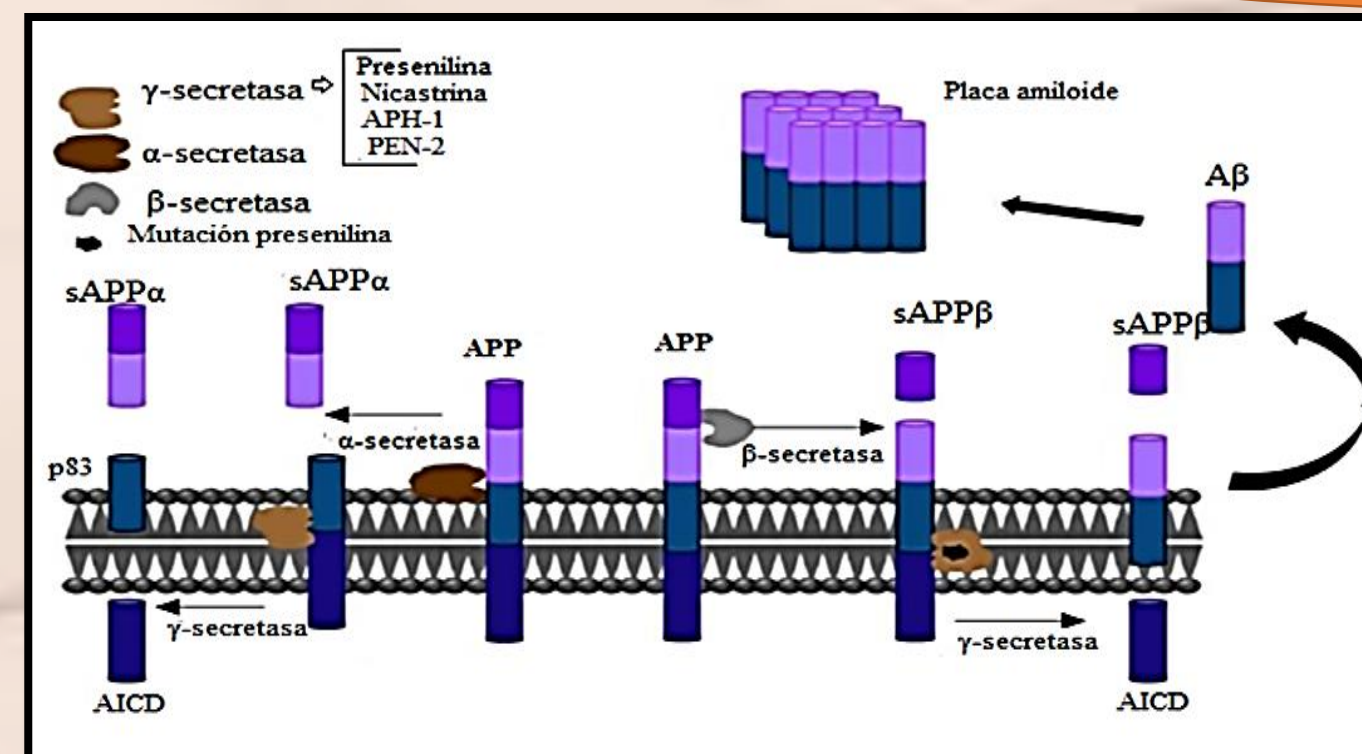 γ-secretasa ⇨
Presenilina
Nicastrina
APH-1
PEN-2
α-secretasa
β-secretasa
Mutación presenilina
Placa amiloide
Aβ
sAPPα
sAPPα
APP
APP
sAPPβ
sAPPβ
α-secretasa
β-secretasa
p83
γ-secretasa
γ-secretasa
AICD
AICD